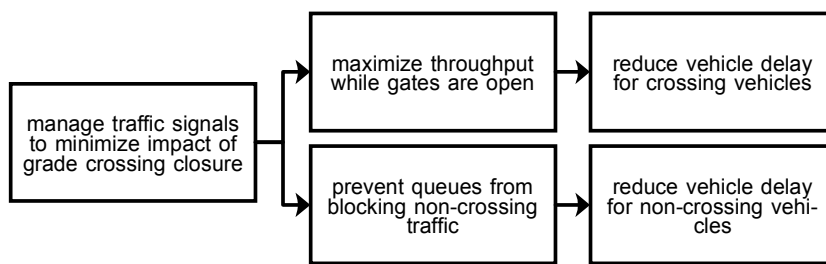 manage traffic signals
to minimize impact of
grade crossing closure
maximize throughput
while gates are open
reduce vehicle delay
for crossing vehicles
prevent queues from
blocking non-crossing
traffic
reduce vehicle delay
for non-crossing vehi-
cles